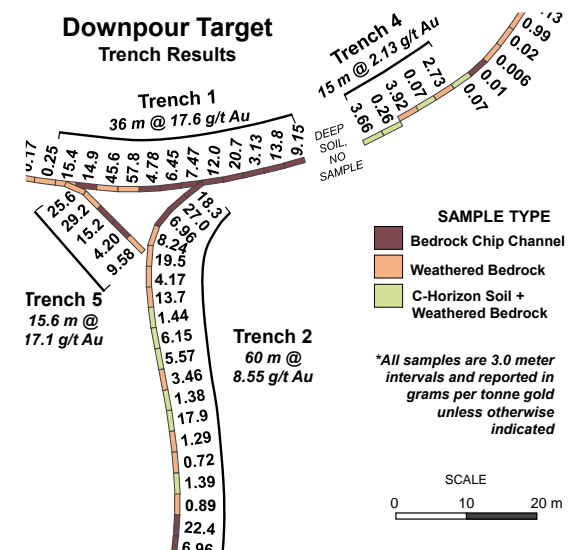 Downpour Target
Trench Results
Trench 1
36 m @ 17.6 g/t Au
0.25
15.4
14.9
45.6
57.8
4.78
6.45
7.47
12.0
20.7
3.13
13.8
9.15
DEEP
SOIL,
NO
SAMPLE
Trench 4
15 m @ 2.13 g/t Au
3.66
0.26
3.92
0.07
2.73
0.07
0.01
0.006
0.02
0.99
25.6
29.2
15.2
4.20
9.58
Trench 5
15.6 m @
17.1 g/t Au
18.3
27.0
6.96
8.24
19.5
4.17
13.7
1.44
6.15
5.57
3.46
1.38
17.9
1.29
0.72
1.39
0.89
22.4
6.96
Trench 2
60 m @
8.55 g/t Au
SAMPLE TYPE
Bedrock Chip Channel
Weathered Bedrock
C-Horizon Soil +
Weathered Bedrock
*All samples are 3.0 meter
intervals and reported in
grams per tonne gold
unless otherwise
indicated
SCALE
0 10 20 m